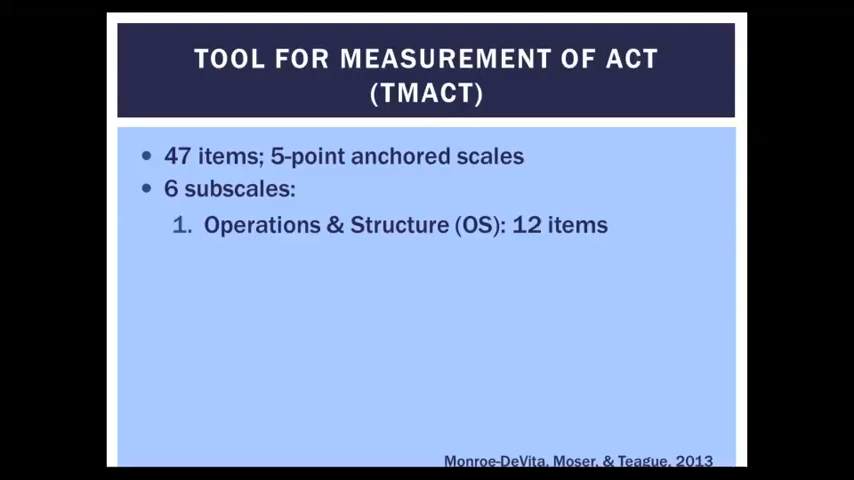 TOOL FOR MEASUREMENT OF ACT
(TMACT)
• 47 items; 5-point anchored scales
• 6 subscales:
1. Operations & Structure (OS): 12 items
Monroe-DeVita, Moser, & Teague, 2013